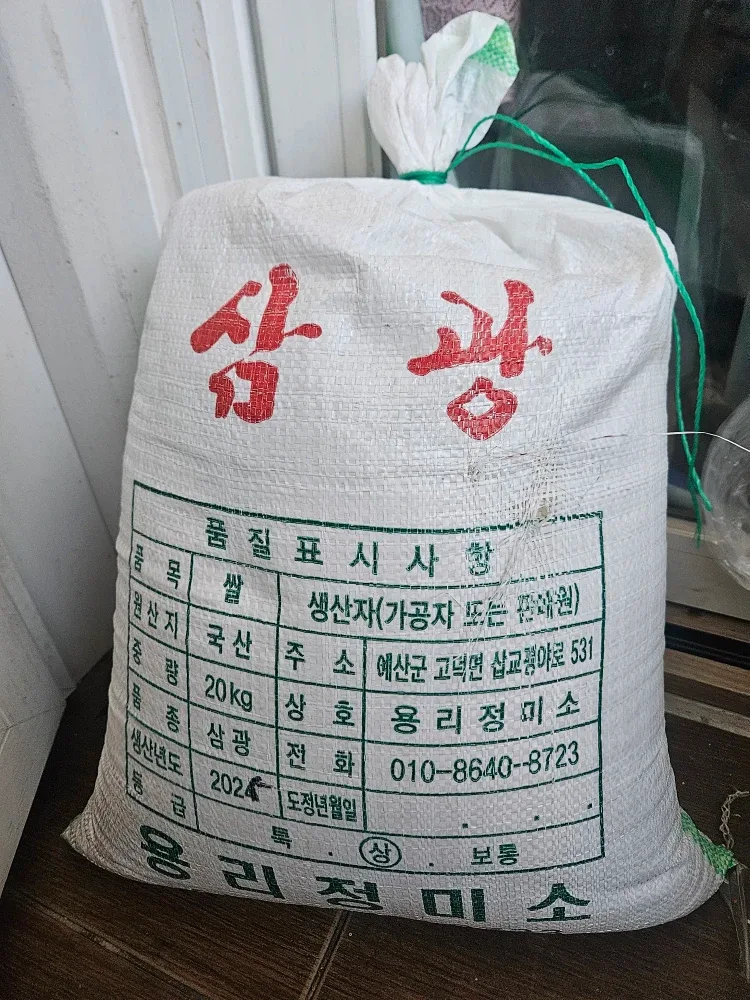 삼광
품질표시사항
품목 쌀 생산자(가공자 또는 판매원)
원산지 국산 주소 예산군 고덕면 삽교평야로 531
중량 20kg 상호 용리정미소
품종 삼광 전화 010-8640-8723
생산년도 2024 도정년월일 . . .
등급 특 . 상 . 보통
용리정미소